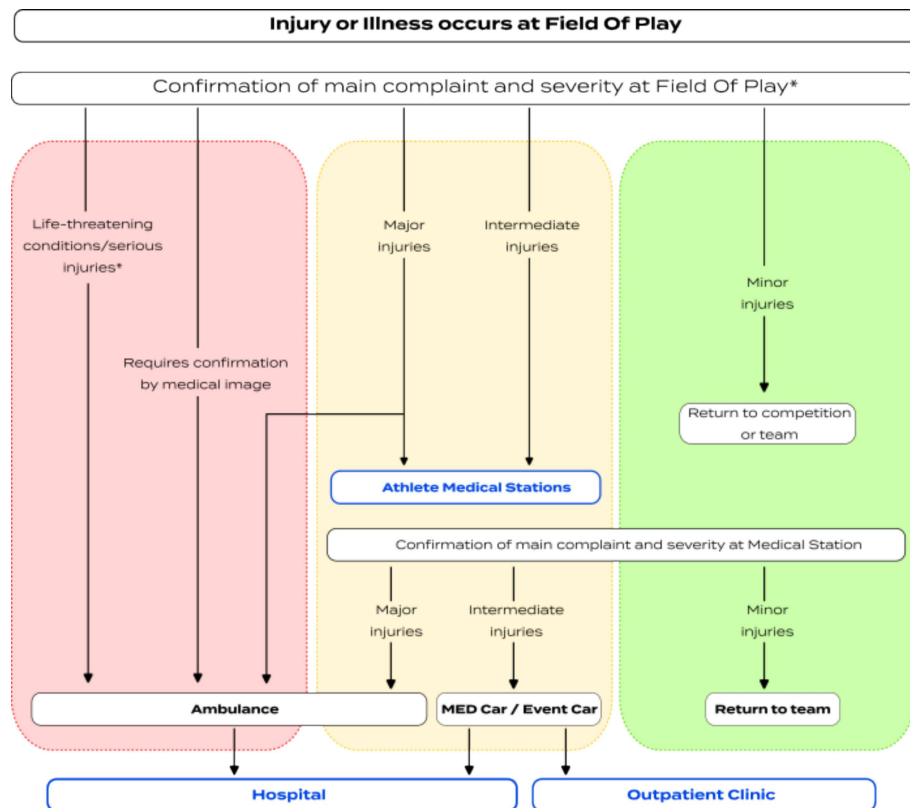 Injury or Illness occurs at Field Of Play
Confirmation of main complaint and severity at Field Of Play*
Life-threatening
conditions/serious
injuries*
Major
injuries
Intermediate
injuries
Minor
injuries
Requires confirmation
by medical image
Return to competition
or team
Athlete Medical Stations
Confirmation of main complaint and severity at Medical Station
Major
injuries
Intermediate
injuries
Minor
injuries
Ambulance
MED Car / Event Car
Return to team
Hospital
Outpatient Clinic